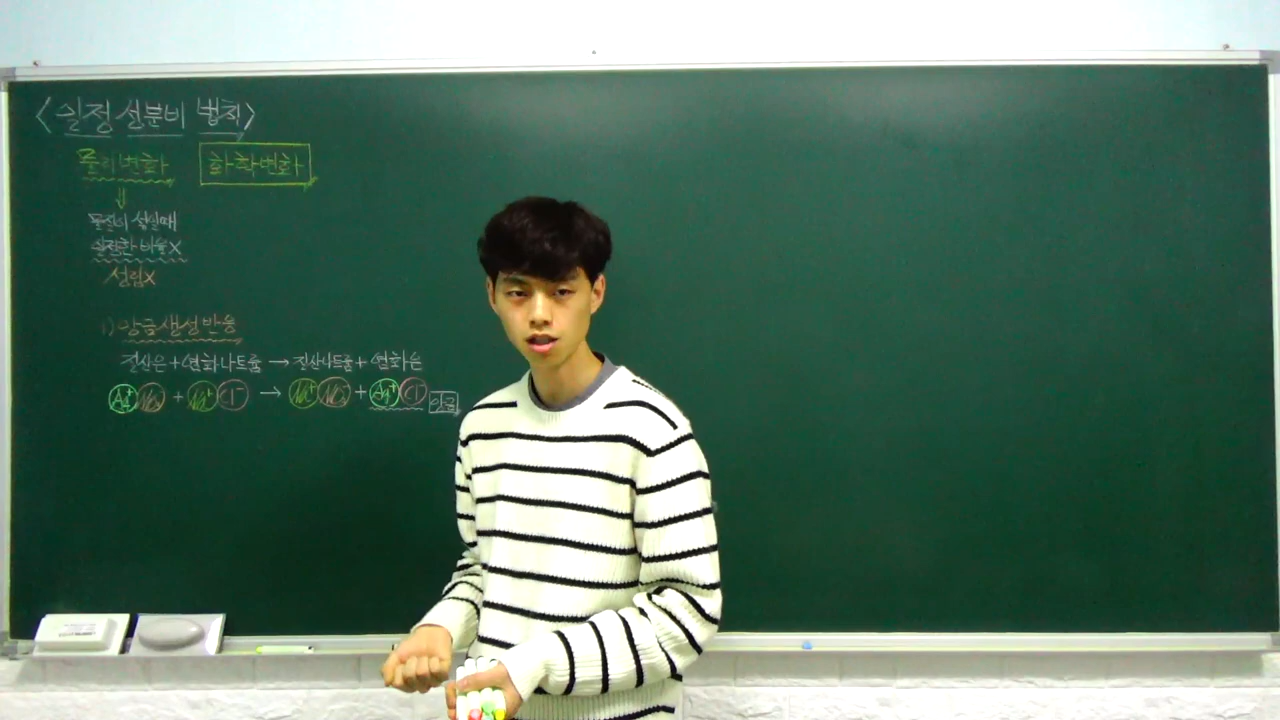 <일정 성분비 법칙>
물리변화 화학변화
⇓
물질이 섞일때
일정한 비율X
성립X
1) 앙금생성반응
질산은 + 염화나트륨 → 질산나트륨 + 염화은
Ag⁺ NO₃⁻ + Na⁺ Cl⁻ → Na⁺ NO₃⁻ + Ag⁺ Cl⁻ 앙금